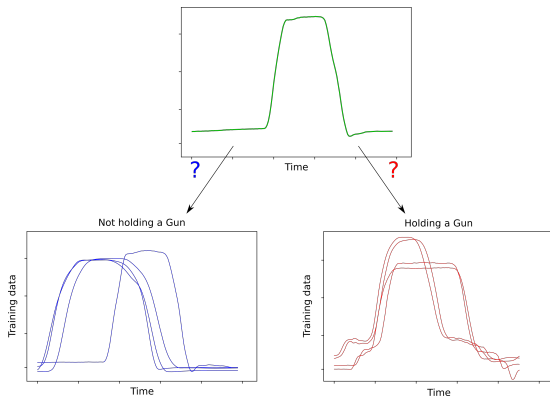 Time
? ?
Not holding a Gun
Holding a Gun
Training data
Training data
Time
Time